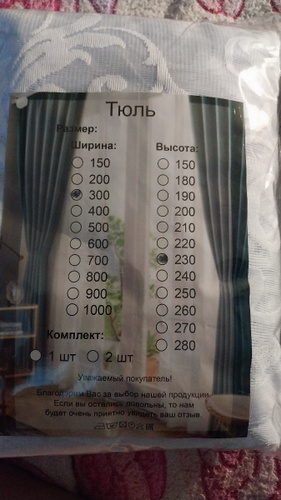 Тюль
Размер:
Ширина: Высота:
150 150
200 180
300 190
400 200
500 210
600 220
700 230
800 240
900 250
1000 260
270
Комплект: 280
1 шт 2 шт
Уважаемый покупатель!
Благодарим Вас за выбор нашей продукции.
Если вы остались довольны, то нам
будет очень приятно увидеть ваш отзыв.